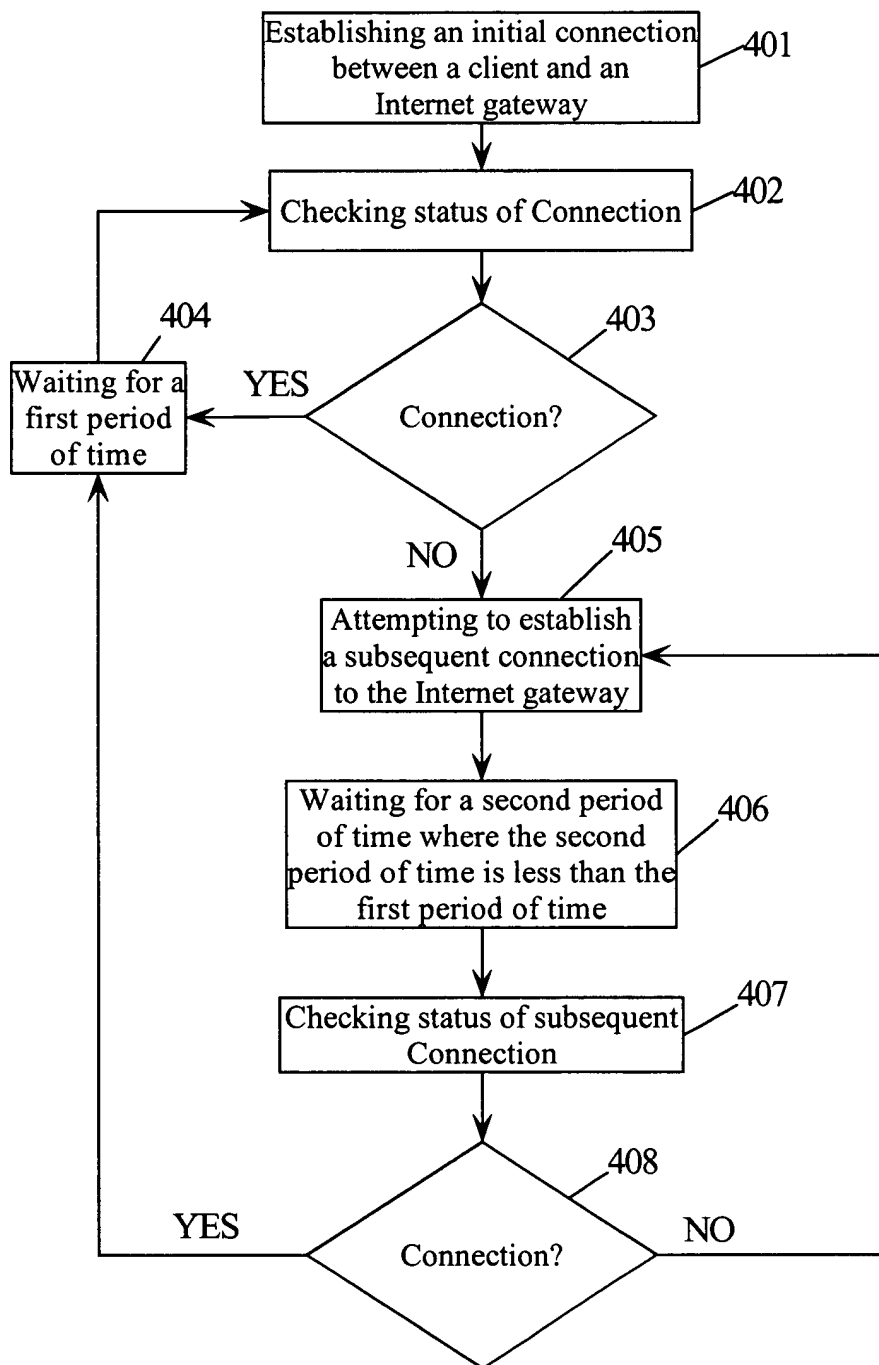 Establishing an initial connection
between a client and an
Internet gateway
401
402
Checking status of Connection
404
403
Waiting for a
first period
of time
YES
Connection?
NO
405
Attempting to establish
a subsequent connection
to the Internet gateway
Waiting for a second period
of time where the second
period of time is less than the
first period of time
406
407
Checking status of subsequent
Connection
408
YES
Connection?
NO